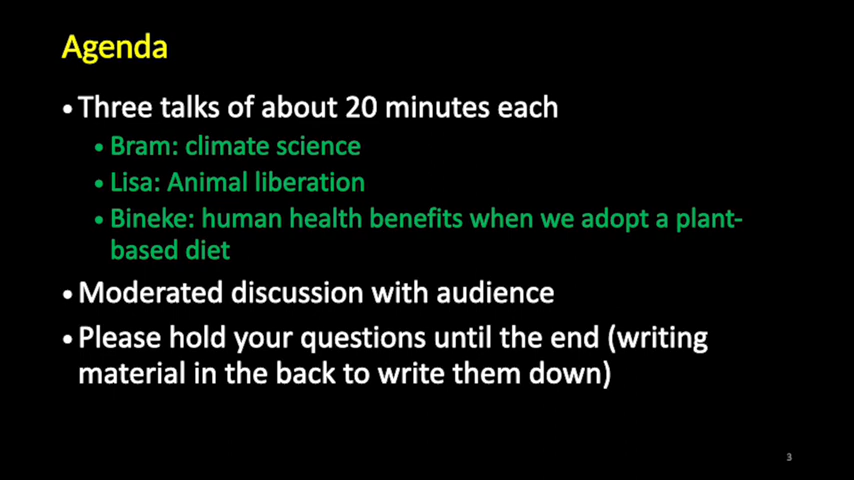 Agenda
• Three talks of about 20 minutes each
• Bram: climate science
• Lisa: Animal liberation
• Bineke: human health benefits when we adopt a plant-
based diet
• Moderated discussion with audience
• Please hold your questions until the end (writing
material in the back to write them down)
3